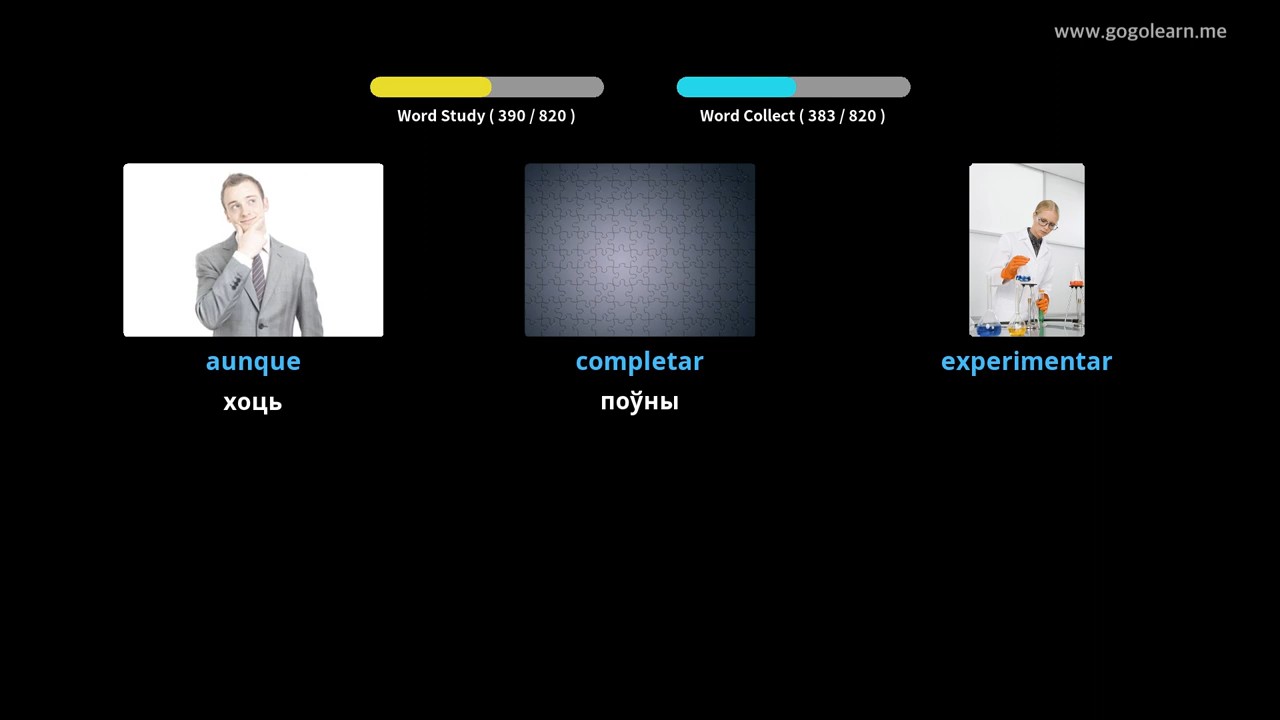 www.gogolearn.me
Word Study ( 390 / 820 )
Word Collect ( 383 / 820 )
aunque
completar
experimentar
хоць
поўны